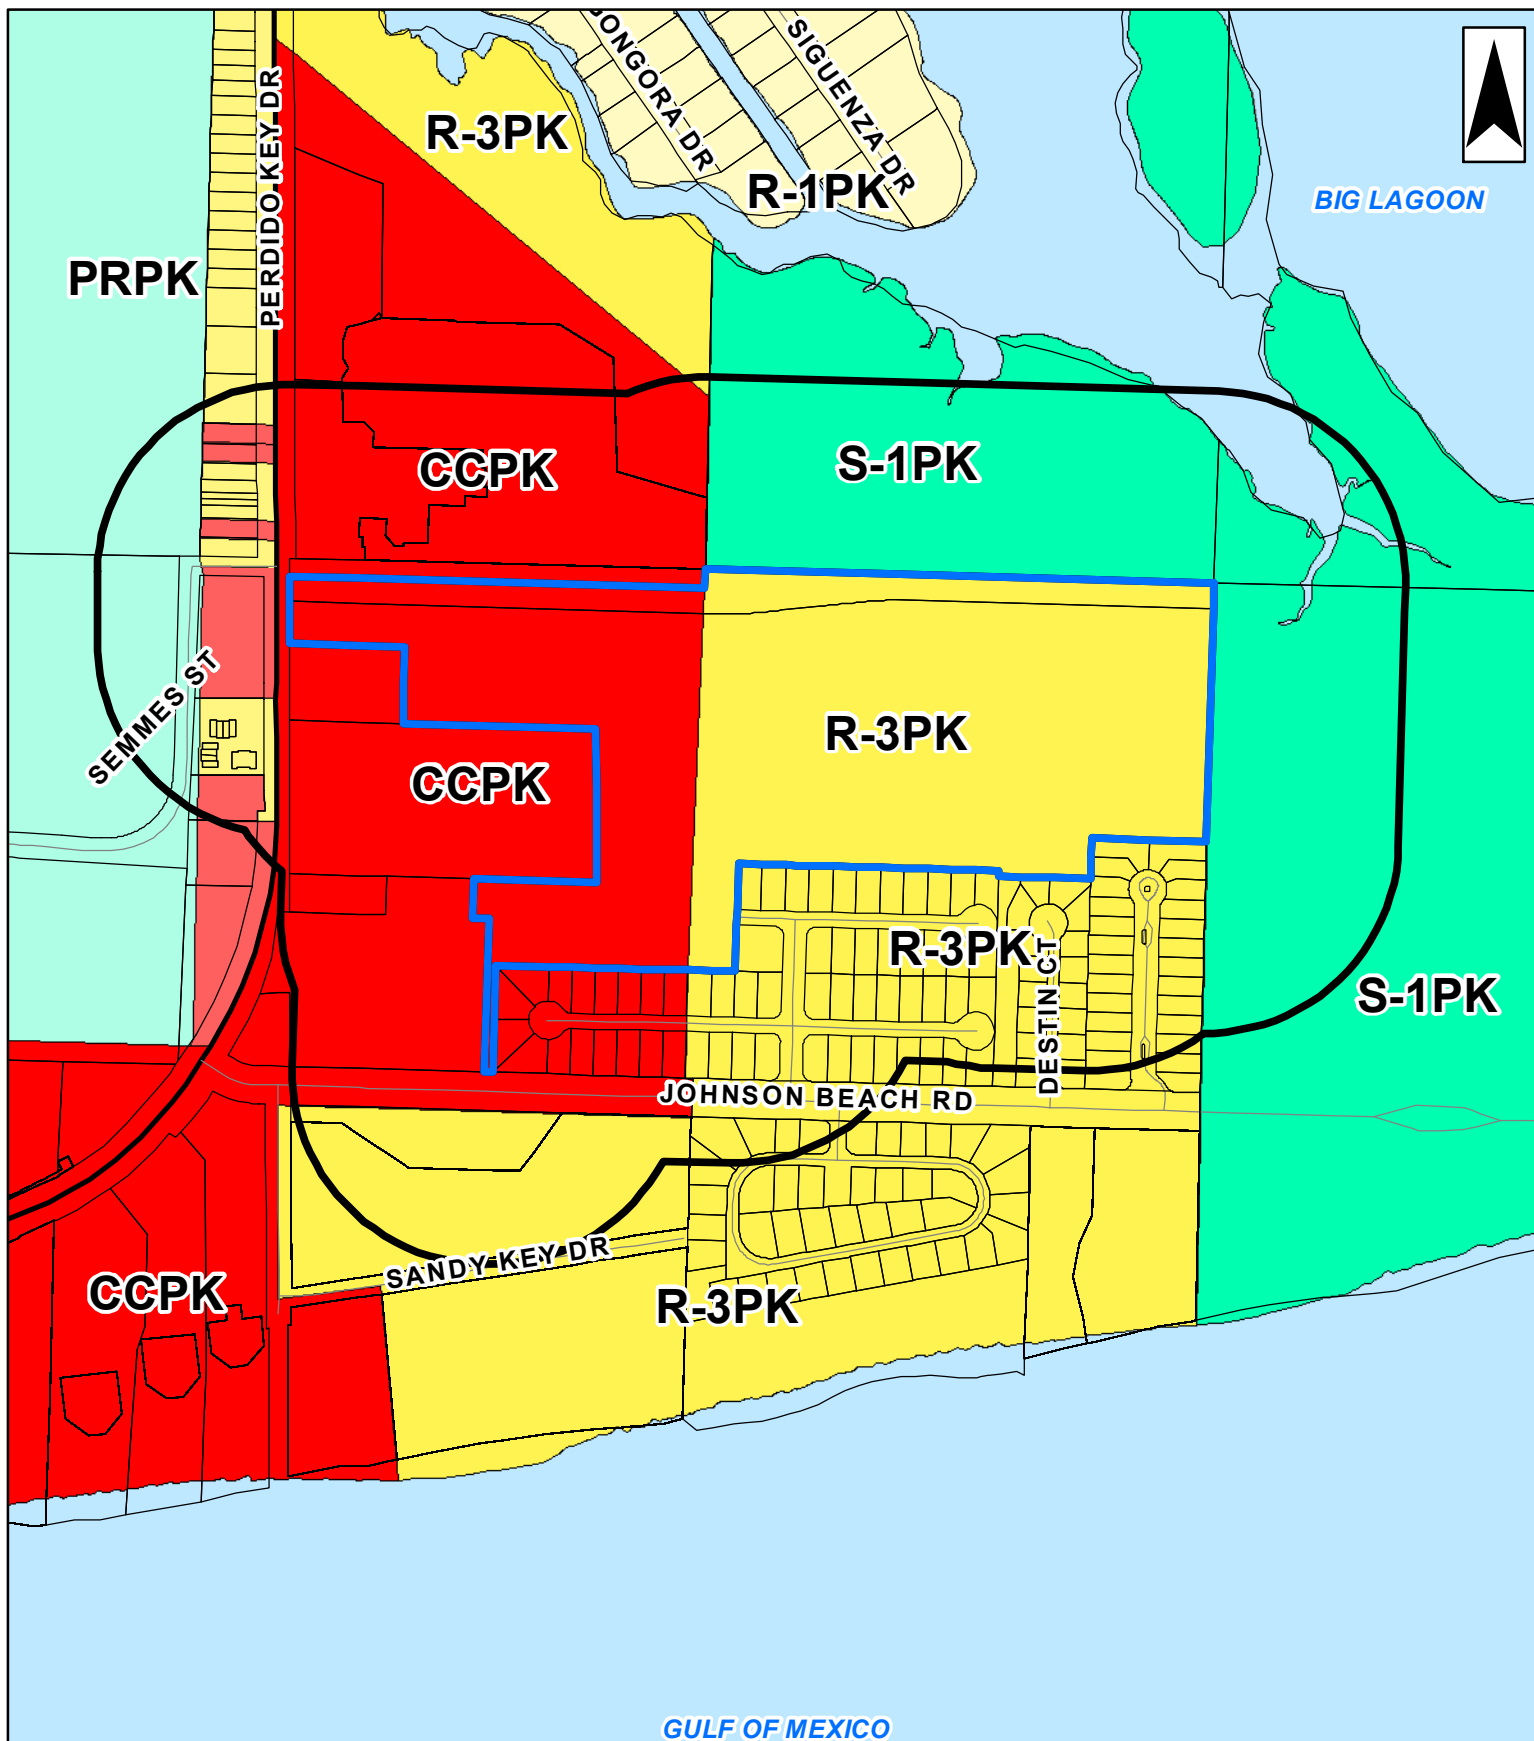 GONGORA DR
SIGUENZA DR
PERDIDO KEY DR
R-3PK
R-1PK
BIG LAGOON
PRPK
CCPK
S-1PK
SEMMES ST
R-3PK
CCPK
R-3PK
DESTIN CT
S-1PK
JOHNSON BEACH RD
SANDY KEY DR
CCPK
R-3PK
GULF OF MEXICO